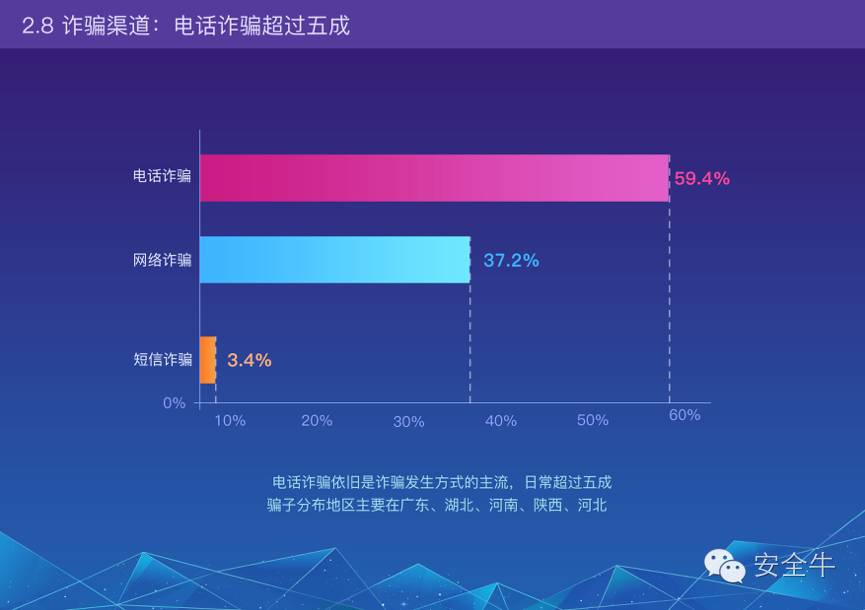 2.8 诈骗渠道：电话诈骗超过五成
电话诈骗
59.4%
网络诈骗
37.2%
短信诈骗
3.4%
0%
10%
20%
30%
40%
50%
60%
电话诈骗依旧是诈骗发生方式的主流，日常超过五成
骗子分布地区主要在广东、湖北、河南、陕西、河北
安全牛